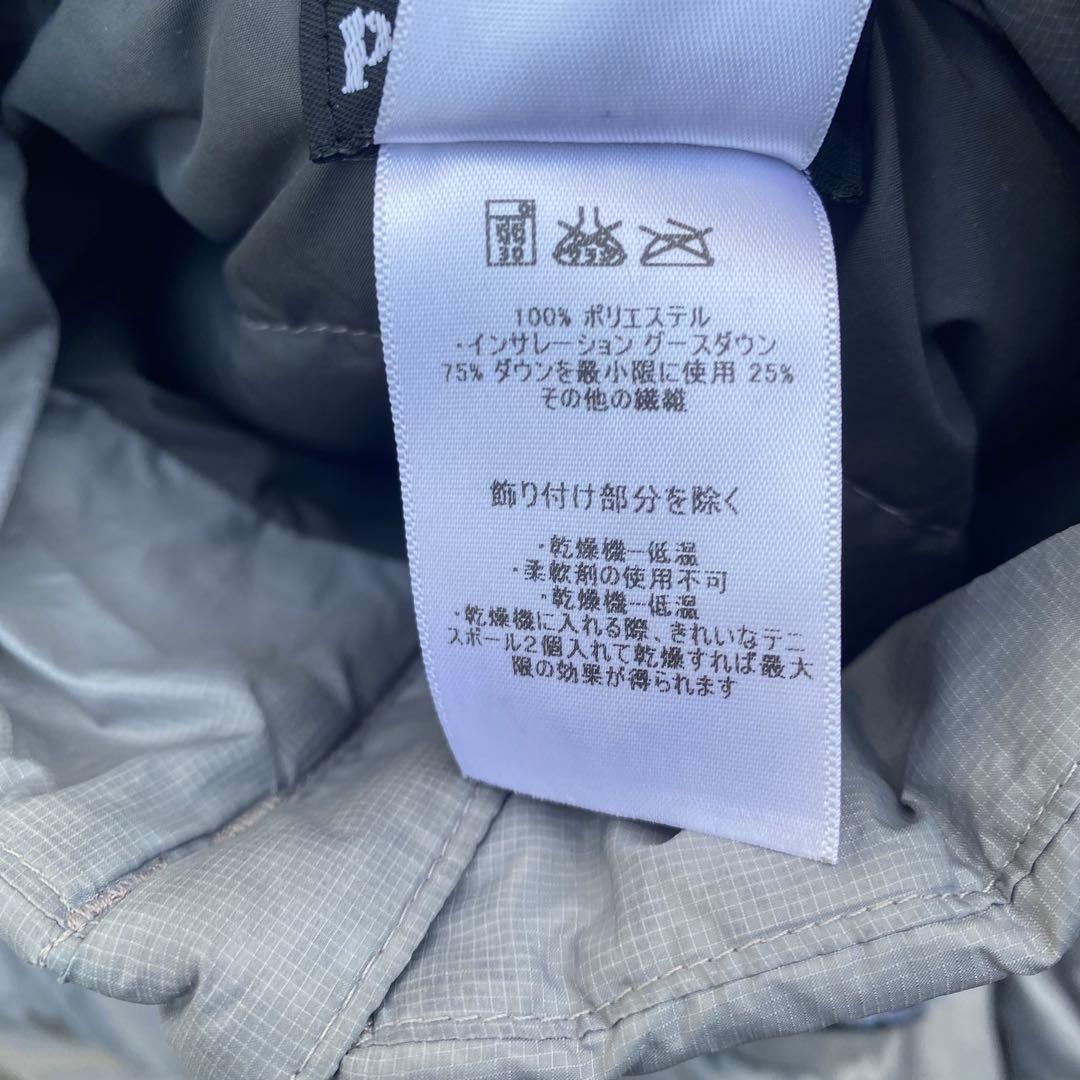 p
30
100% ポリエステル
・インサレーション グースダウン
75% ダウンを最小限に使用 25%
その他の繊維
飾り付け部分を除く
・乾燥機ー低温
・柔軟剤の使用不可
・乾燥機ー低温
・乾燥機に入れる際、きれいなテニ
スボール2個入れて乾燥すれば最大
限の効果が得られます